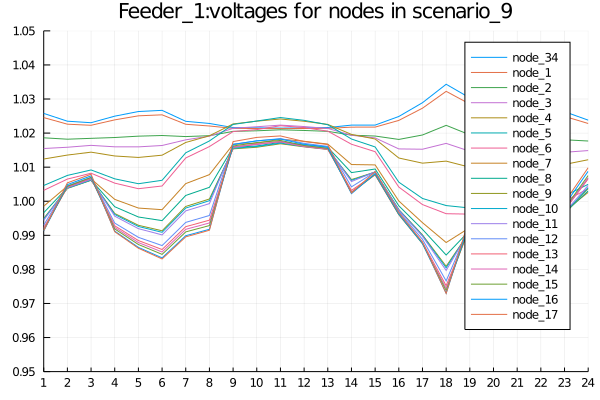 Feeder_1:voltages for nodes in scenario_9
1.05
1.04
1.03
1.02
1.01
1.00
0.99
0.98
0.97
0.96
0.95
node_34
node_1
node_2
node_3
node_4
node_5
node_6
node_7
node_8
node_9
node_10
node_11
node_12
node_13
node_14
node_15
node_16
node_17
1 2 3 4 5 6 7 8 9 10 11 12 13 14 15 16 17 18 19 20 21 22 23 24